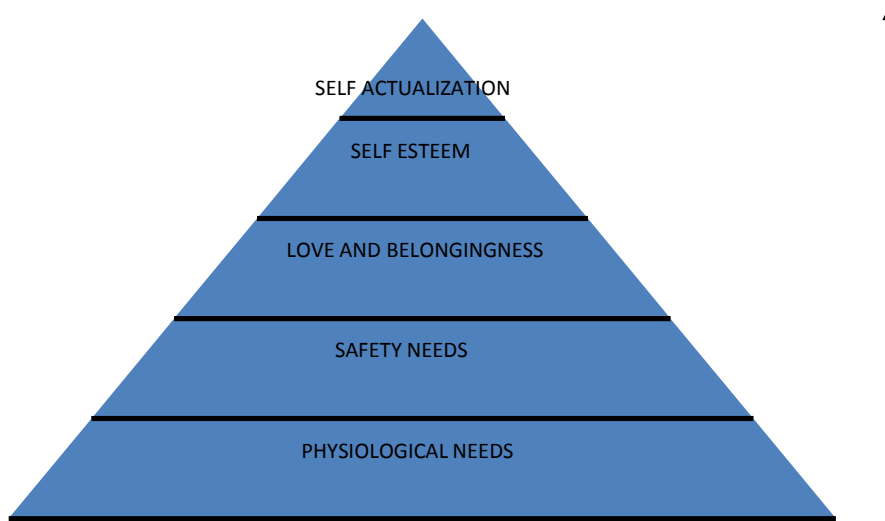 SELF ACTUALIZATION
SELF ESTEEM
LOVE AND BELONGINGNESS
SAFETY NEEDS
PHYSIOLOGICAL NEEDS